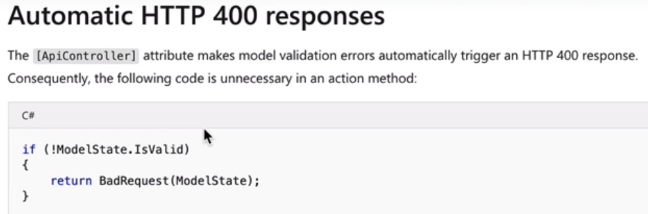 Automatic HTTP 400 responses
The [ApiController] attribute makes model validation errors automatically trigger an HTTP 400 response.
Consequently, the following code is unnecessary in an action method:
C#
if (!ModelState.IsValid)
{
    return BadRequest(ModelState);
}